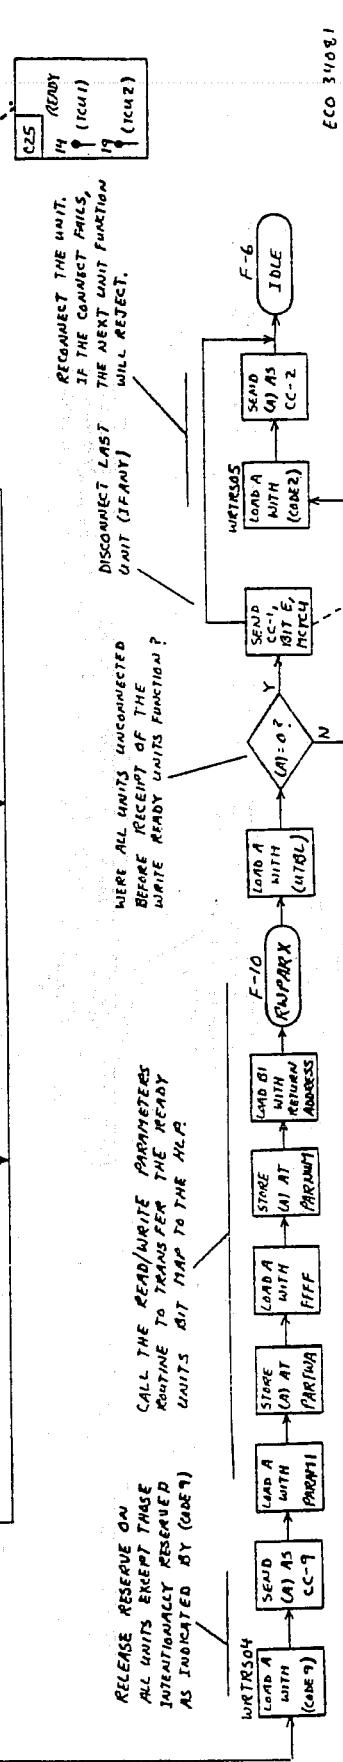 RELEASE RESERVE ON
ALL UNITS EXCEPT THOSE
INTENTIONALLY RESERVED
AS INDICATED BY (CODE 9)
WRTRS04
LOAD A
WITH
(CODE 9)
SEND
(A) AS
CC-9
CALL THE READ/WRITE PARAMETERS
ROUTINE TO TRANSFER THE READY
UNITS BIT MAP TO THE HLP.
LOAD A
WITH
PARAM1
STORE
(A) AT
PARFWA
LOAD A
WITH
FFFF
STORE
(A) AT
PARNUM
LOAD B1
WITH
RETURN
ADDRESS
F-10
RWPARX
LOAD A
WITH
(UTBL)
WERE ALL UNITS UNCONNECTED
BEFORE RECEIPT OF THE
WRITE READY UNITS FUNCTION?
(A)=0?
Y
N
DISCONNECT LAST
UNIT (IF ANY)
SEND
CC-1,
BIT E,
MCTC4
RECONNECT THE UNIT.
IF THE CONNECT FAILS,
THE NEXT UNIT FUNCTION
WILL REJECT.
WRTRS05
LOAD A
WITH
(CODE2)
SEND
(A) AS
CC-2
F-6
IDLE
C25
READY
14
(TCU1)
19
(TCU2)
ECO 34081